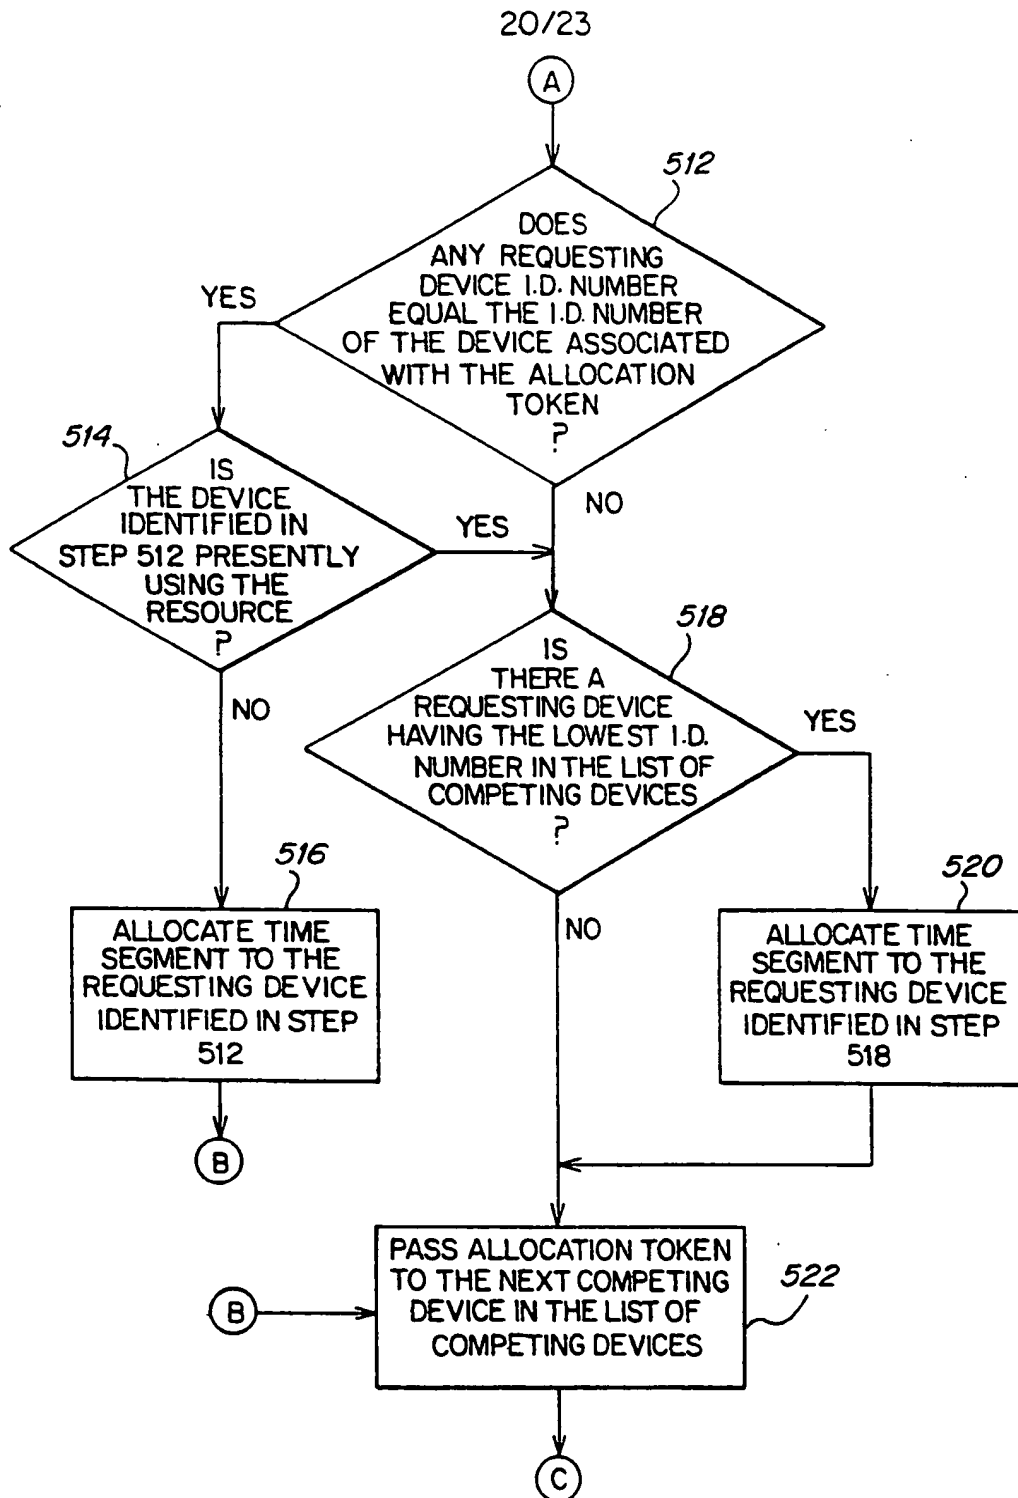 20/23
A
512
DOES
ANY REQUESTING
DEVICE I.D. NUMBER
EQUAL THE I.D. NUMBER
OF THE DEVICE ASSOCIATED
WITH THE ALLOCATION
TOKEN
?
YES
NO
514
IS
THE DEVICE
IDENTIFIED IN
STEP 512 PRESENTLY
USING THE
RESOURCE
?
YES
NO
518
IS
THERE A
REQUESTING DEVICE
HAVING THE LOWEST I.D.
NUMBER IN THE LIST OF
COMPETING DEVICES
?
YES
NO
516
ALLOCATE TIME
SEGMENT TO THE
REQUESTING DEVICE
IDENTIFIED IN STEP
512
B
520
ALLOCATE TIME
SEGMENT TO THE
REQUESTING DEVICE
IDENTIFIED IN STEP
518
B
PASS ALLOCATION TOKEN
TO THE NEXT COMPETING
DEVICE IN THE LIST OF
COMPETING DEVICES
522
C